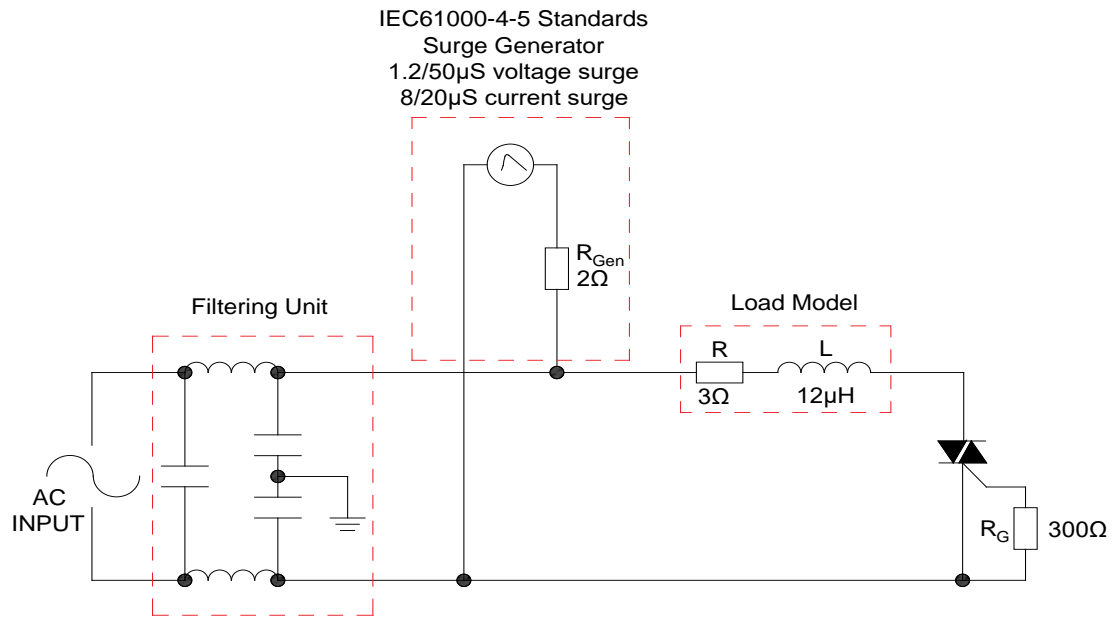 IEC61000-4-5 Standards
Surge Generator
1.2/50μS voltage surge
8/20μS current surge
RGen
2Ω
Filtering Unit
Load Model
R
L
3Ω
12μH
AC
INPUT
RG
300Ω